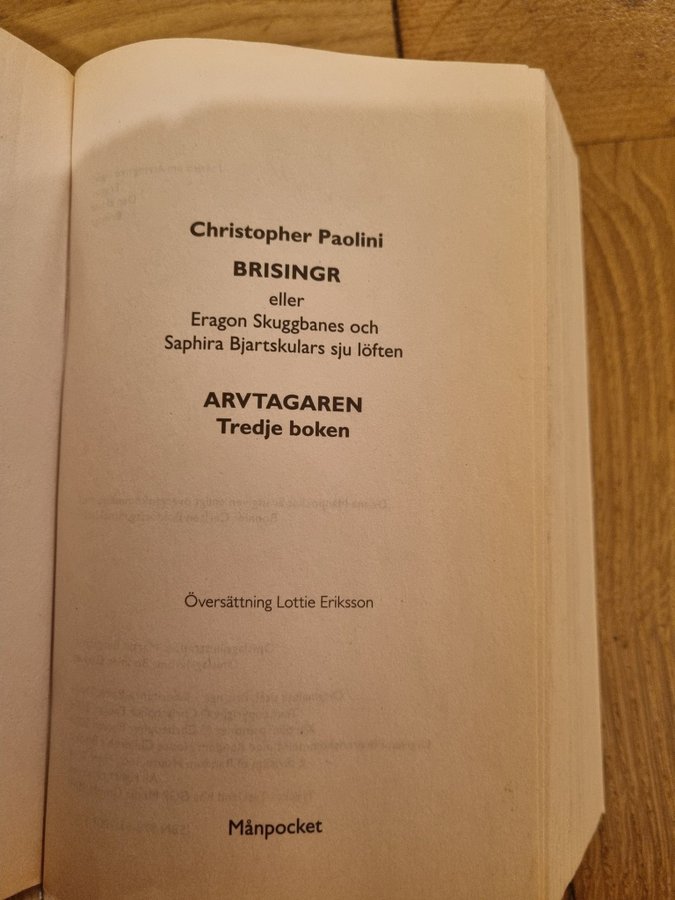 Christopher Paolini
BRISINGR
eller
Eragon Skuggbanes och
Saphira Bjartskulars sju löften
ARVTAGAREN
Tredje boken
Översättning Lottie Eriksson
Månpocket